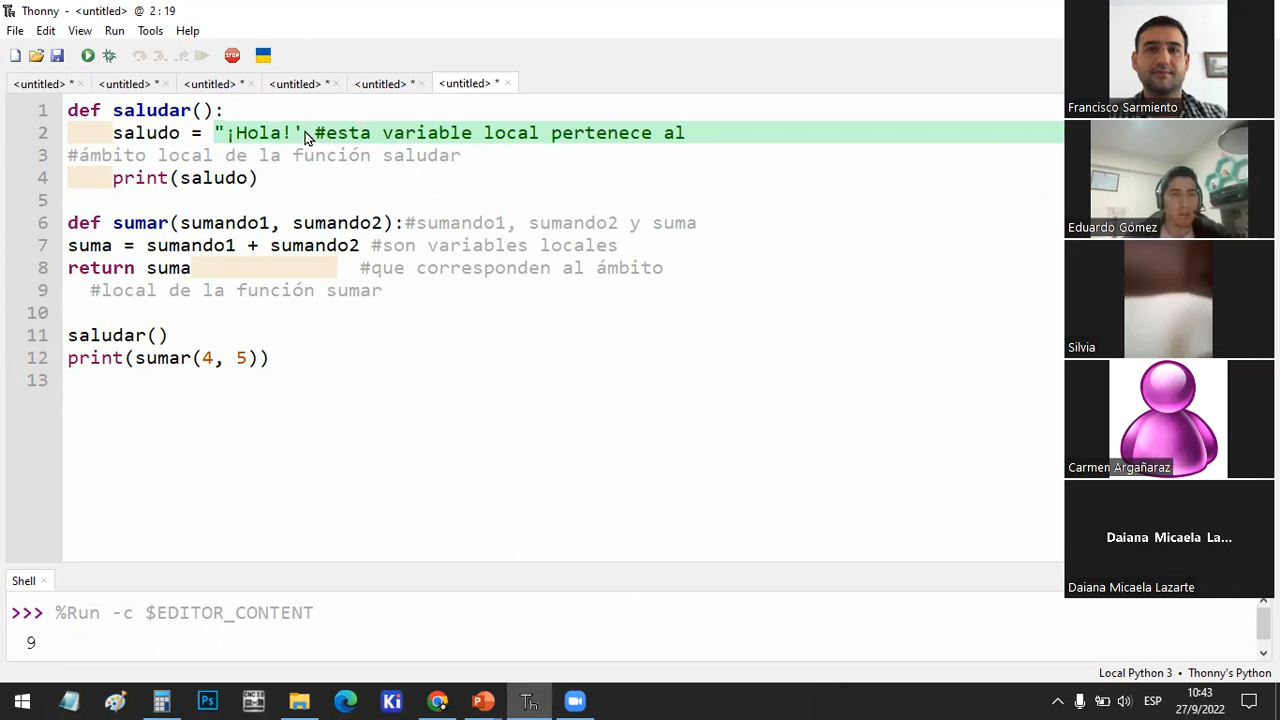 Thonny - <untitled> @ 2 : 19
File Edit View Run Tools Help
STOP
<untitled> * × <untitled> * × <untitled> * × <untitled> * × <untitled> * × <untitled> * ×
1 def saludar():
2 saludo = "¡Hola!' #esta variable local pertenece al
3 #ámbito local de la función saludar
4 print(saludo)
5
6 def sumar(sumando1, sumando2):#sumando1, sumando2 y suma
7 suma = sumando1 + sumando2 #son variables locales
8 return suma #que corresponden al ámbito
9 #local de la función sumar
10
11 saludar()
12 print(sumar(4, 5))
13
Shell ×
>>> %Run -c $EDITOR_CONTENT
9
Local Python 3 • Thonny's Python
Francisco Sarmiento
Eduardo Gómez
Silvia
Carmen Argañaraz
Daiana Micaela La...
Daiana Micaela Lazarte
Ps
Ki
Th
ESP
10:43
27/9/2022